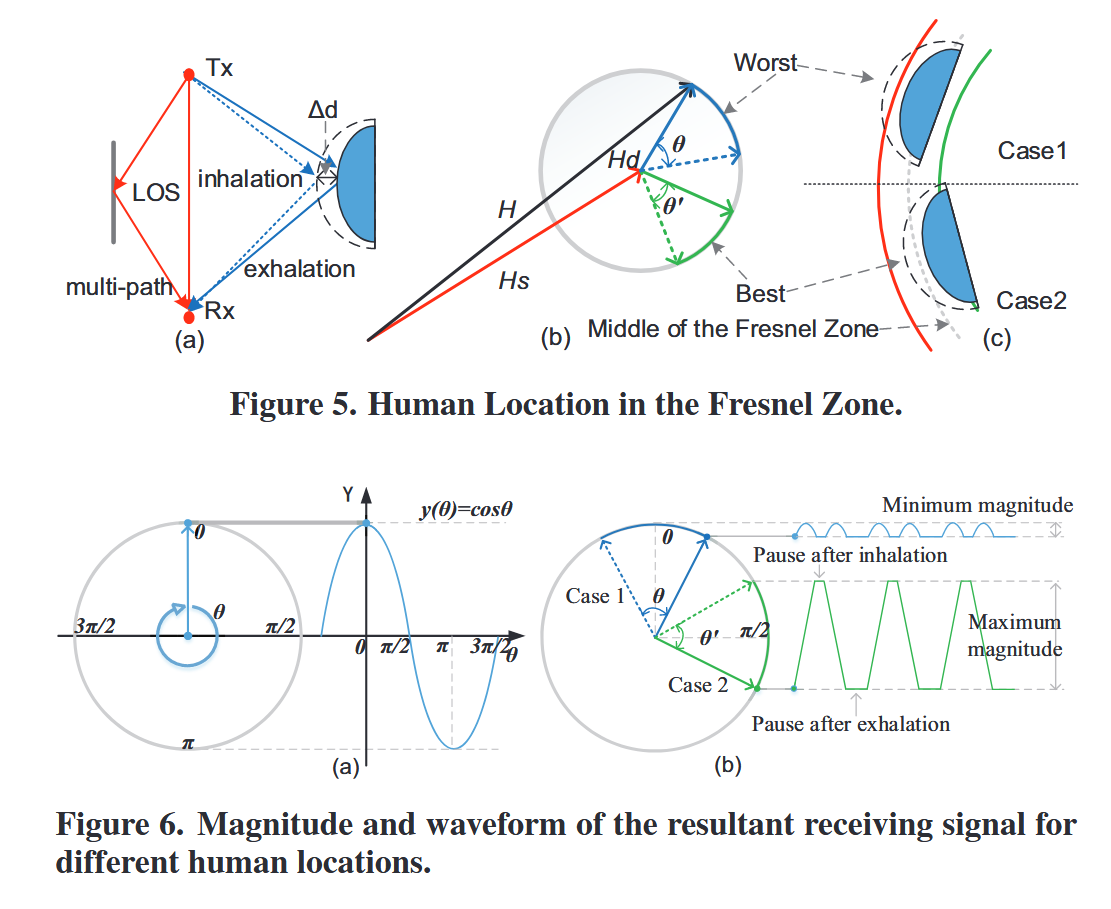 Tx
Δd
LOS
inhalation
exhalation
multi-path
Rx
(a)
Worst
θ
Hd
θ'
H
Hs
Best
(b)
Middle of the Fresnel Zone
Case1
Case2
(c)
Figure 5. Human Location in the Fresnel Zone.
Y
y(θ)=cosθ
0
θ
3π/2
π/2
π
0
π/2
π
3π/2
θ
(a)
Minimum magnitude
0
Pause after inhalation
Case 1
θ
θ'
π/2
Maximum
magnitude
Case 2
Pause after exhalation
(b)
Figure 6. Magnitude and waveform of the resultant receiving signal for
different human locations.